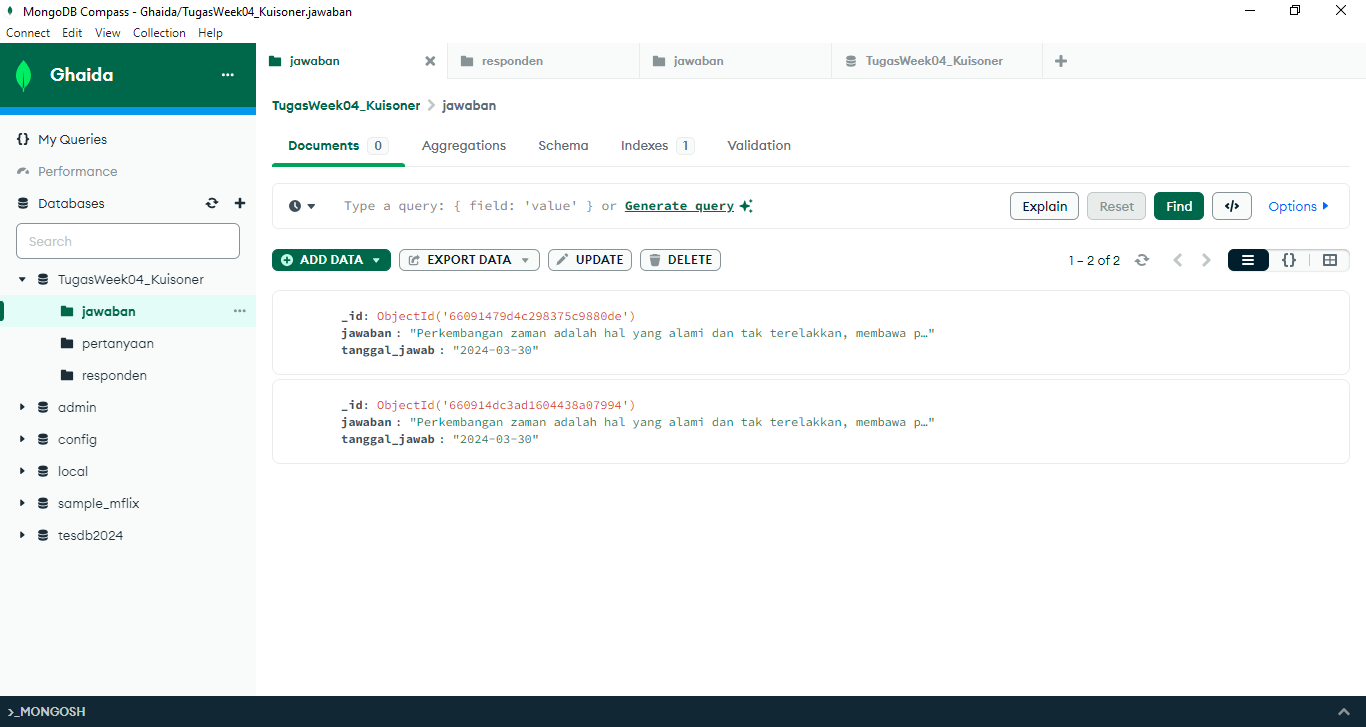 MongoDB Compass - Ghaida/TugasWeek04_Kuisoner.jawaban
Connect Edit View Collection Help
Ghaida
jawaban
responden
jawaban
TugasWeek04_Kuisoner
TugasWeek04_Kuisoner > jawaban
My Queries
Performance
Databases
Search
TugasWeek04_Kuisoner
jawaban
pertanyaan
responden
admin
config
local
sample_mflix
tesdb2024
Documents 0 Aggregations Schema Indexes 1 Validation
Type a query: { field: 'value' } or Generate query
Explain Reset Find </> Options
ADD DATA EXPORT DATA UPDATE DELETE
1 – 2 of 2
_id: ObjectId('66091479d4c298375c9880de')
jawaban : "Perkembangan zaman adalah hal yang alami dan tak terelakkan, membawa p…"
tanggal_jawab : "2024-03-30"
_id: ObjectId('660914dc3ad1604438a07994')
jawaban : "Perkembangan zaman adalah hal yang alami dan tak terelakkan, membawa p…"
tanggal_jawab : "2024-03-30"
>_MONGOSH